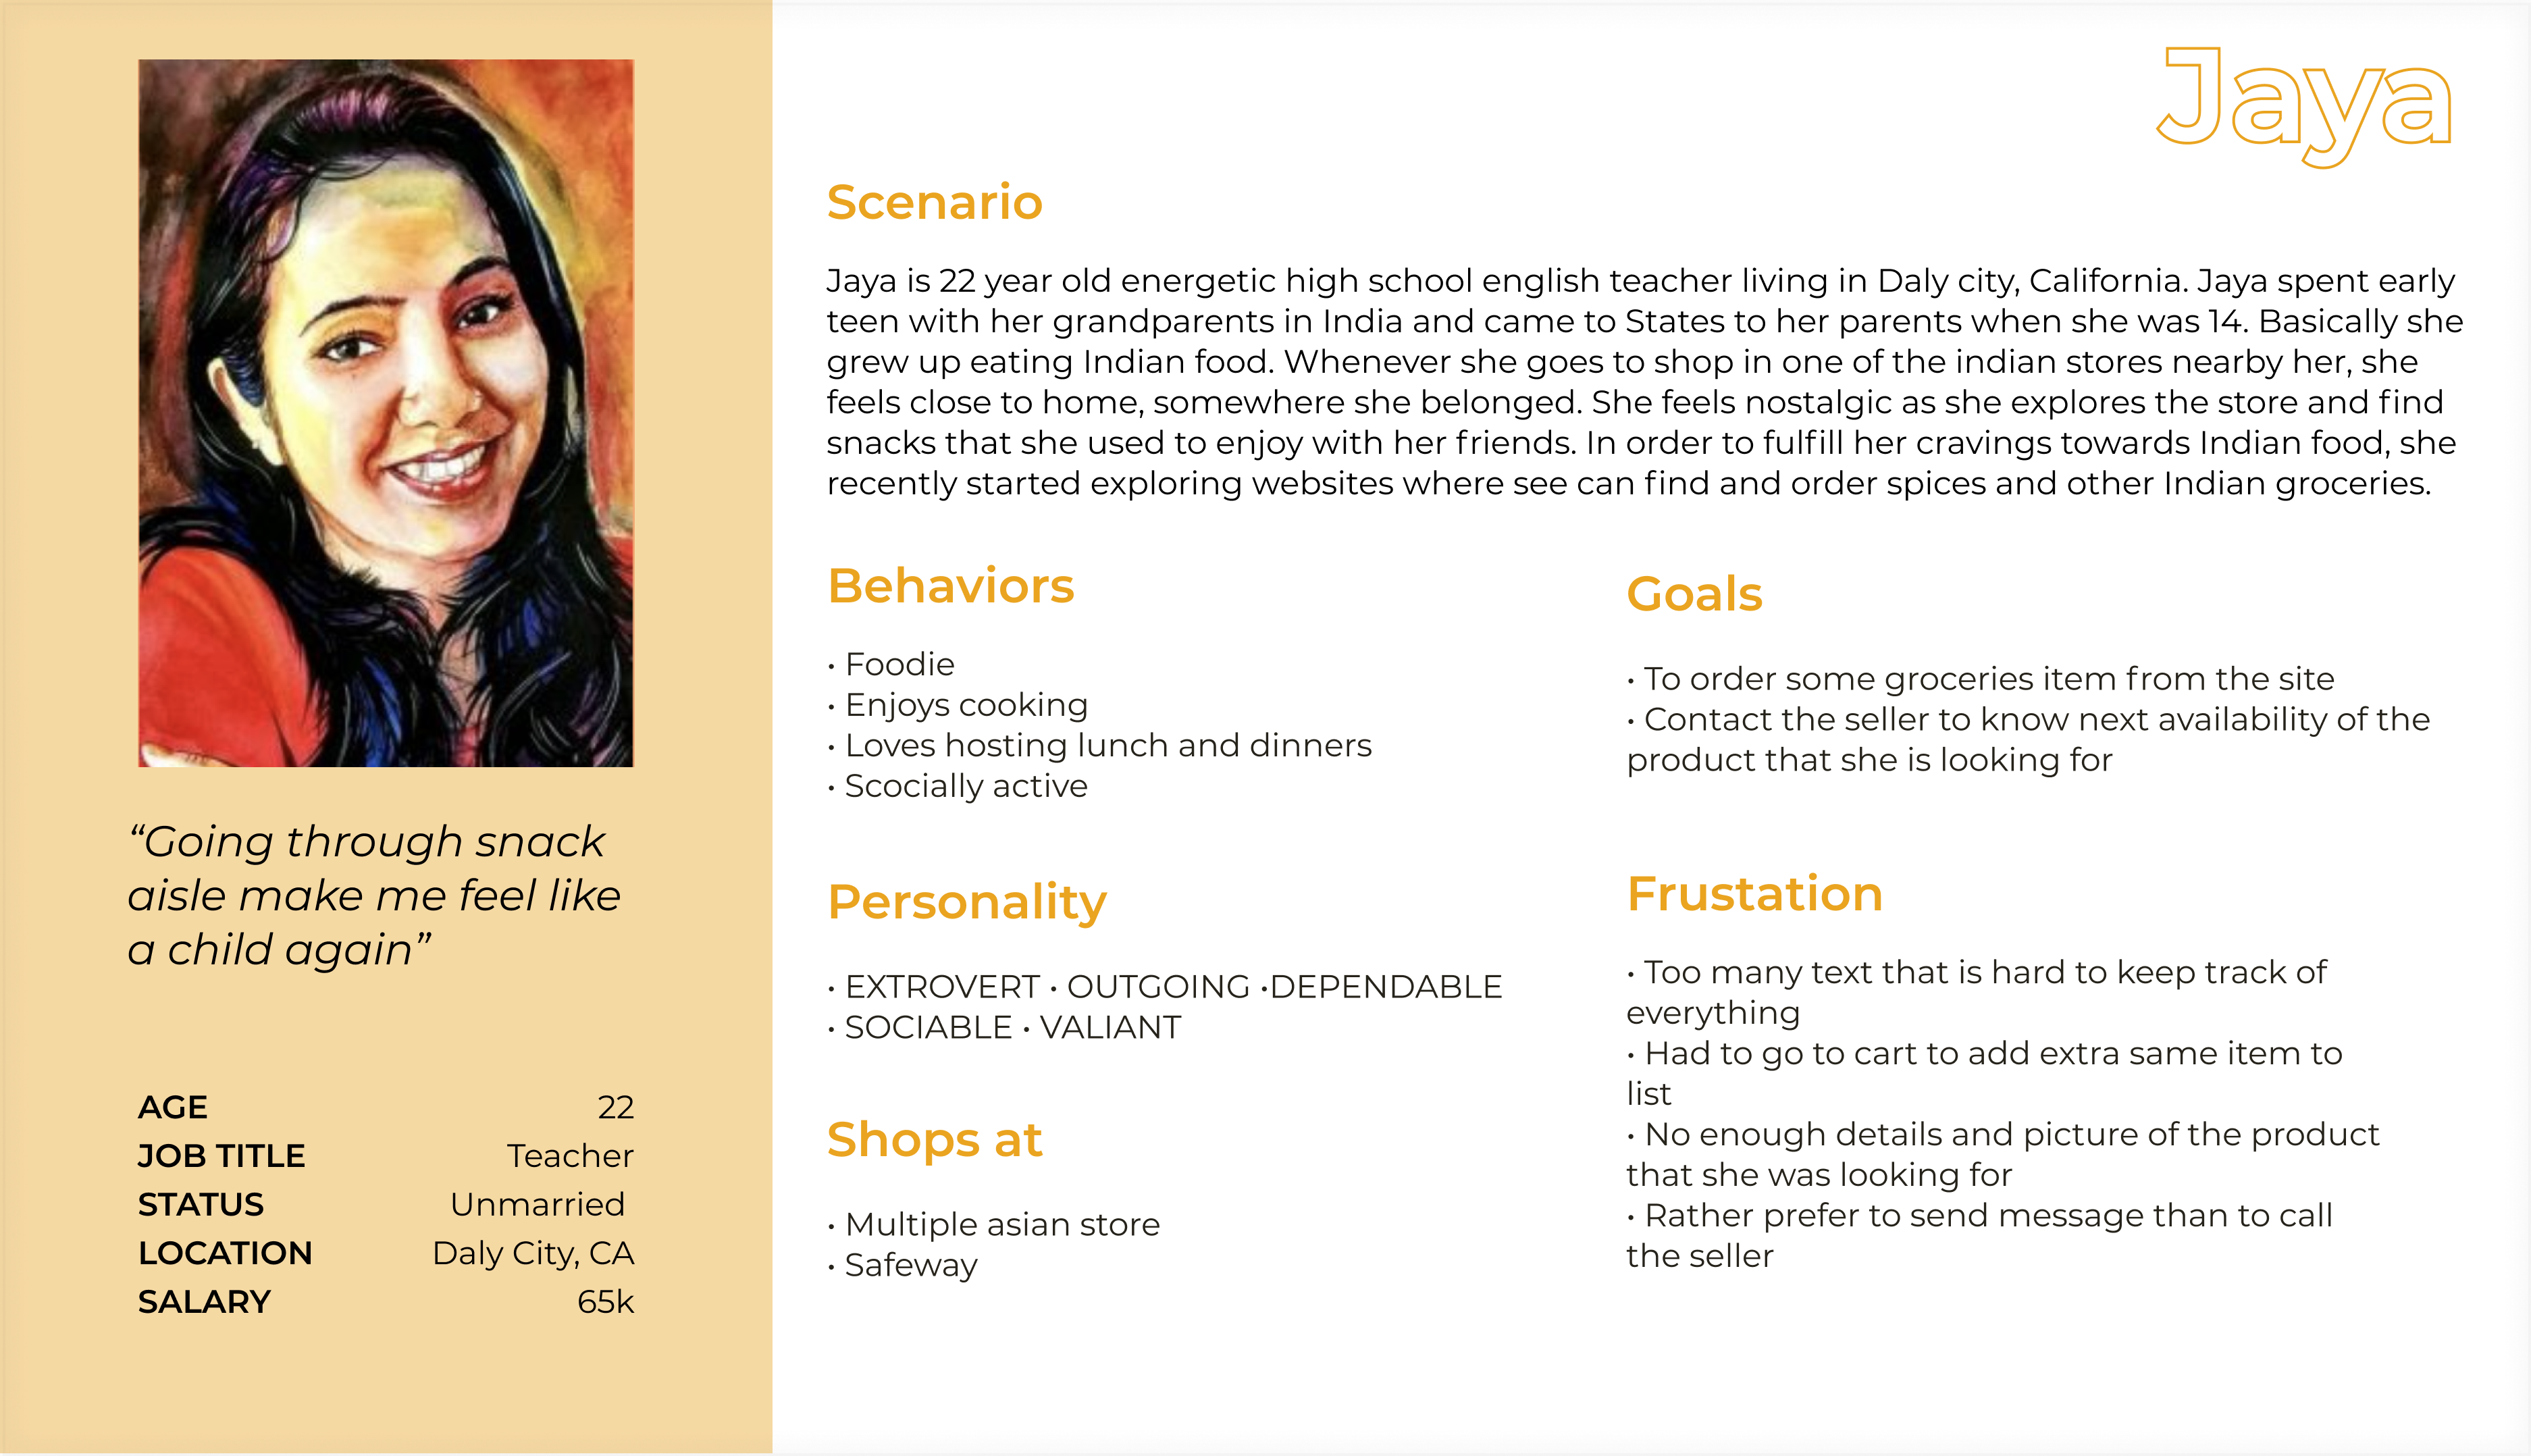 Jaya
“Going through snack
aisle make me feel like
a child again”
AGE 22
JOB TITLE Teacher
STATUS Unmarried
LOCATION Daly City, CA
SALARY 65k
Scenario
Jaya is 22 year old energetic high school english teacher living in Daly city, California. Jaya spent early
teen with her grandparents in India and came to States to her parents when she was 14. Basically she
grew up eating Indian food. Whenever she goes to shop in one of the indian stores nearby her, she
feels close to home, somewhere she belonged. She feels nostalgic as she explores the store and find
snacks that she used to enjoy with her friends. In order to fulfill her cravings towards Indian food, she
recently started exploring websites where see can find and order spices and other Indian groceries.
Behaviors
• Foodie
• Enjoys cooking
• Loves hosting lunch and dinners
• Scocially active
Personality
• EXTROVERT • OUTGOING •DEPENDABLE
• SOCIABLE • VALIANT
Shops at
• Multiple asian store
• Safeway
Goals
• To order some groceries item from the site
• Contact the seller to know next availability of the
product that she is looking for
Frustation
• Too many text that is hard to keep track of
everything
• Had to go to cart to add extra same item to
list
• No enough details and picture of the product
that she was looking for
• Rather prefer to send message than to call
the seller